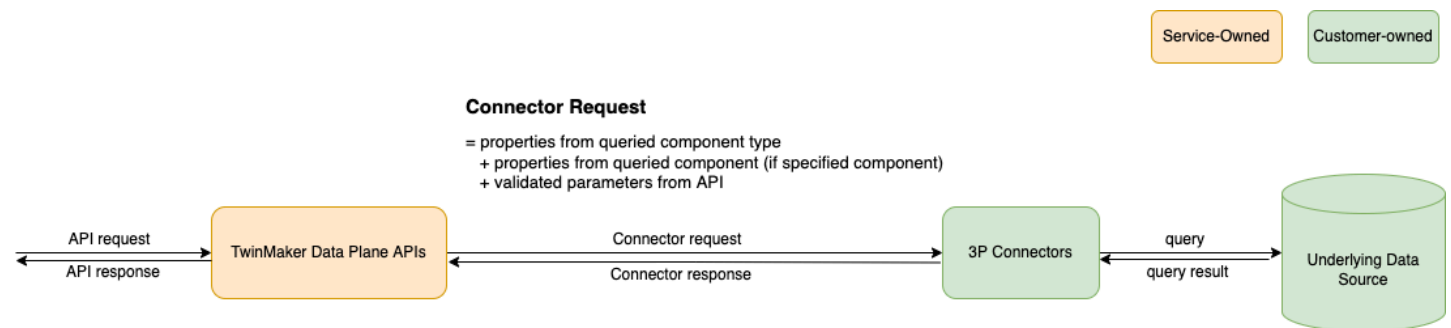 Service-Owned
Customer-owned
Connector Request
= properties from queried component type
+ properties from queried component (if specified component)
+ validated parameters from API
API request
API response
TwinMaker Data Plane APIs
Connector request
Connector response
3P Connectors
query
query result
Underlying Data
Source